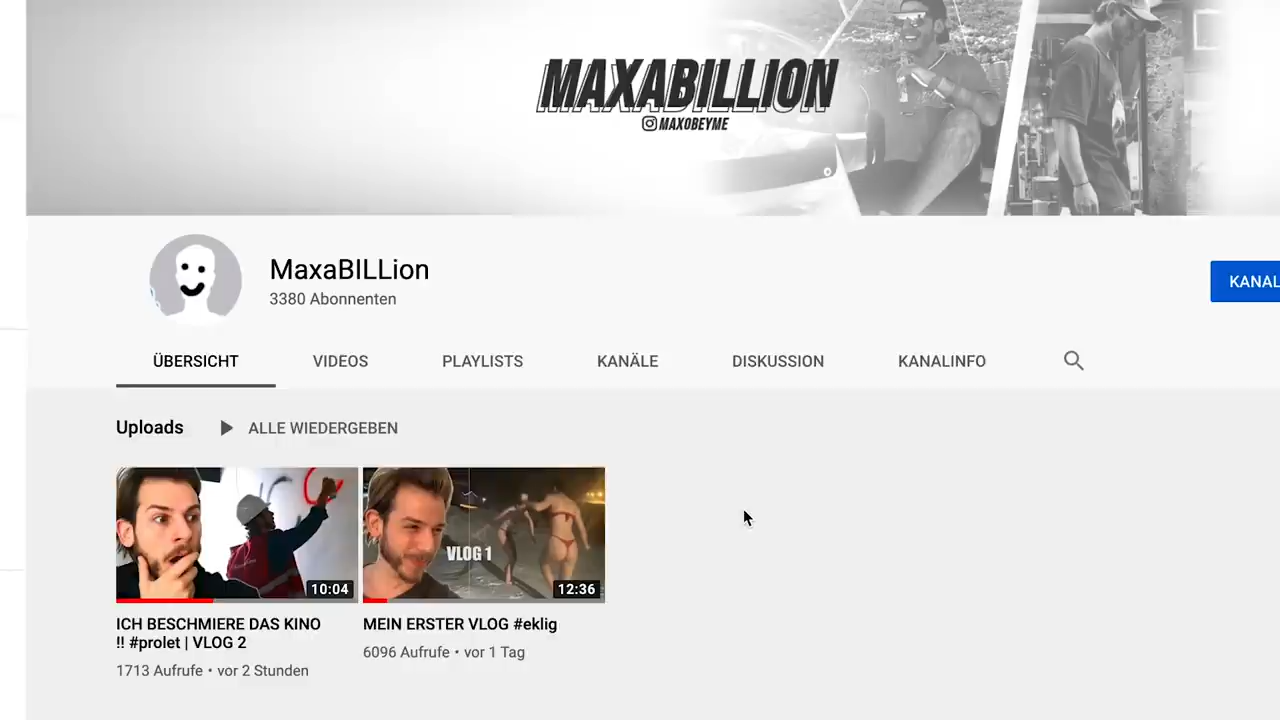 MAXABILLION
MAXOBEYME
MaxaBILLion
3380 Abonnenten
KANAL
ÜBERSICHT
VIDEOS
PLAYLISTS
KANÄLE
DISKUSSION
KANALINFO
Uploads
ALLE WIEDERGEBEN
10:04
VLOG 1
12:36
ICH BESCHMIERE DAS KINO
!! #prolet | VLOG 2
1713 Aufrufe • vor 2 Stunden
MEIN ERSTER VLOG #eklig
6096 Aufrufe • vor 1 Tag